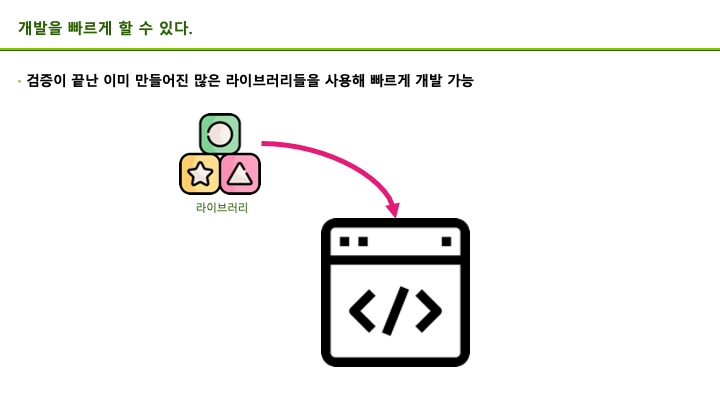 개발을 빠르게 할 수 있다.
· 검증이 끝난 이미 만들어진 많은 라이브러리들을 사용해 빠르게 개발 가능
라이브러리
</>